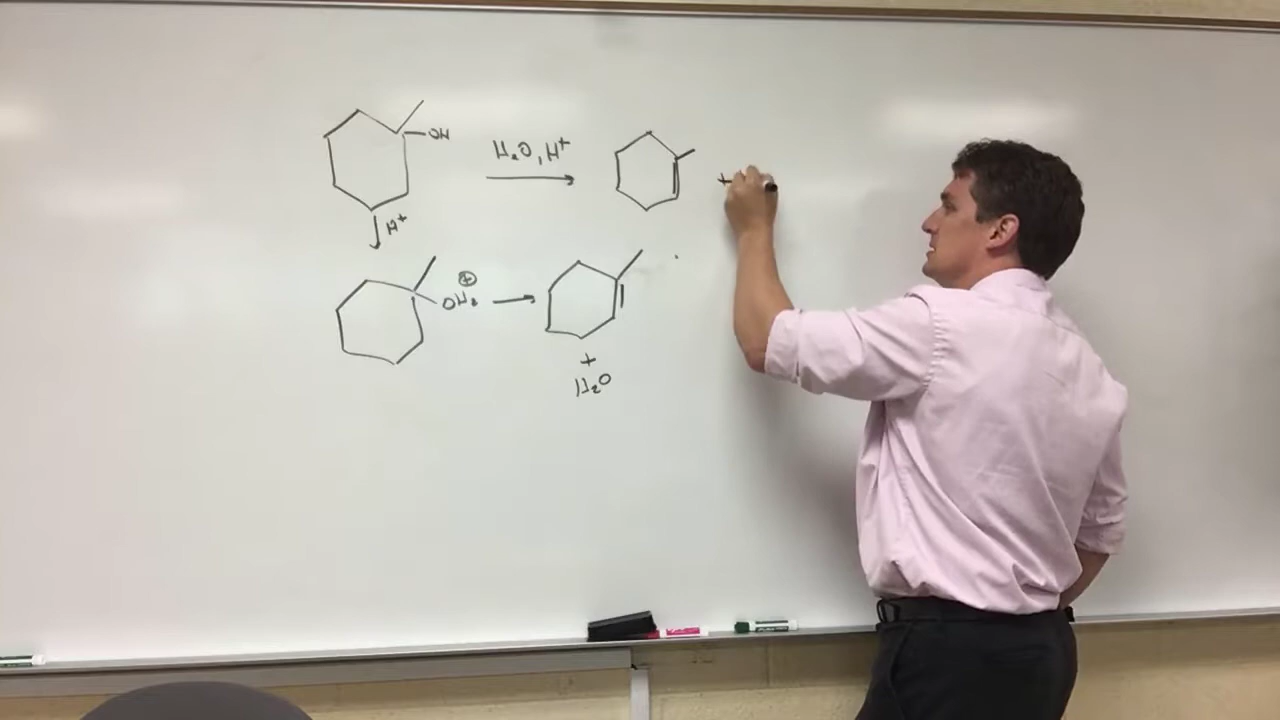 OH
H₂O, H⁺
+
H⁺
⊕
OH₂
+
H₂O